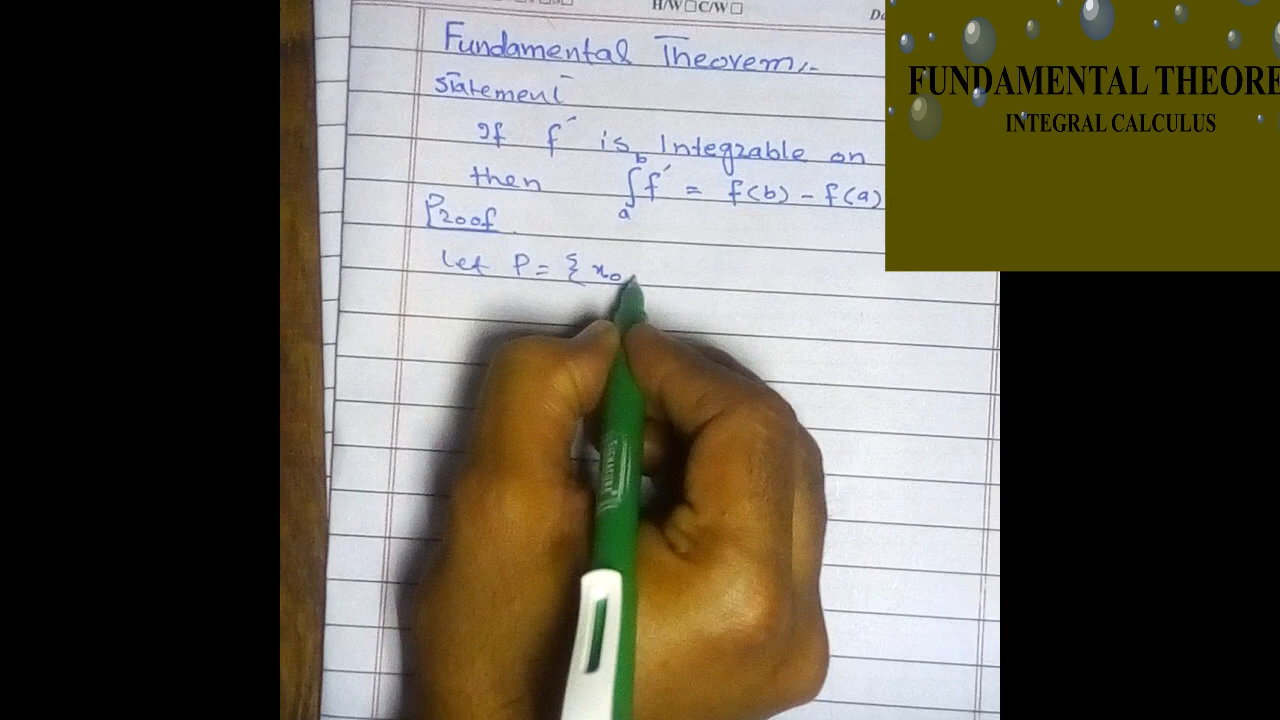 H/W□ C/W□
Fundamental Theorem,-
Statement
If f' is Integrable on
then ∫ₐᵇ f' = f(b) - f(a)
Proof
let P = { x₀,
FUNDAMENTAL THEORE
INTEGRAL CALCULUS